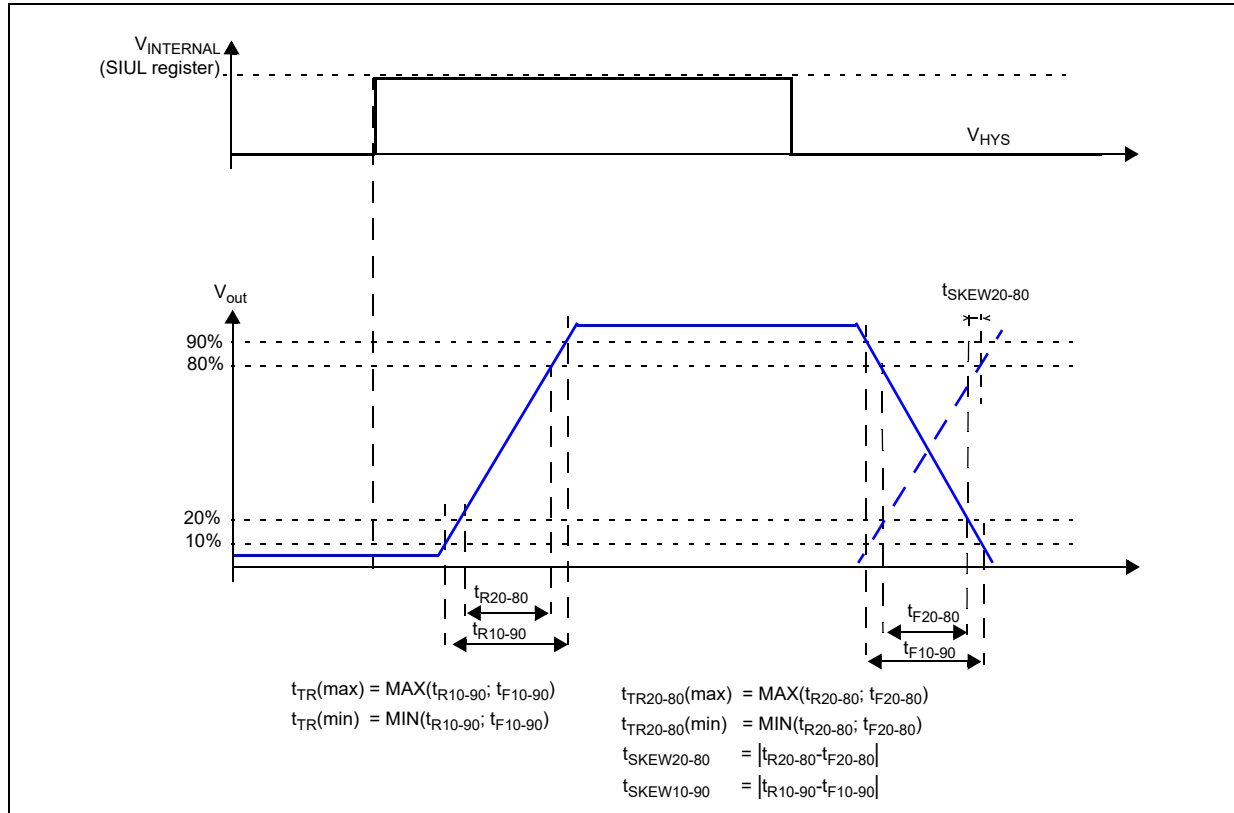 VINTERNAL
(SIUL register)
VHYS
Vout
tSKEW20-80
90%
80%
20%
10%
tR20-80
tR10-90
tF20-80
tF10-90
tTR(max) = MAX(tR10-90; tF10-90)
tTR(min) = MIN(tR10-90; tF10-90)
tTR20-80(max) = MAX(tR20-80; tF20-80)
tTR20-80(min) = MIN(tR20-80; tF20-80)
tSKEW20-80 = |tR20-80-tF20-80|
tSKEW10-90 = |tR10-90-tF10-90|